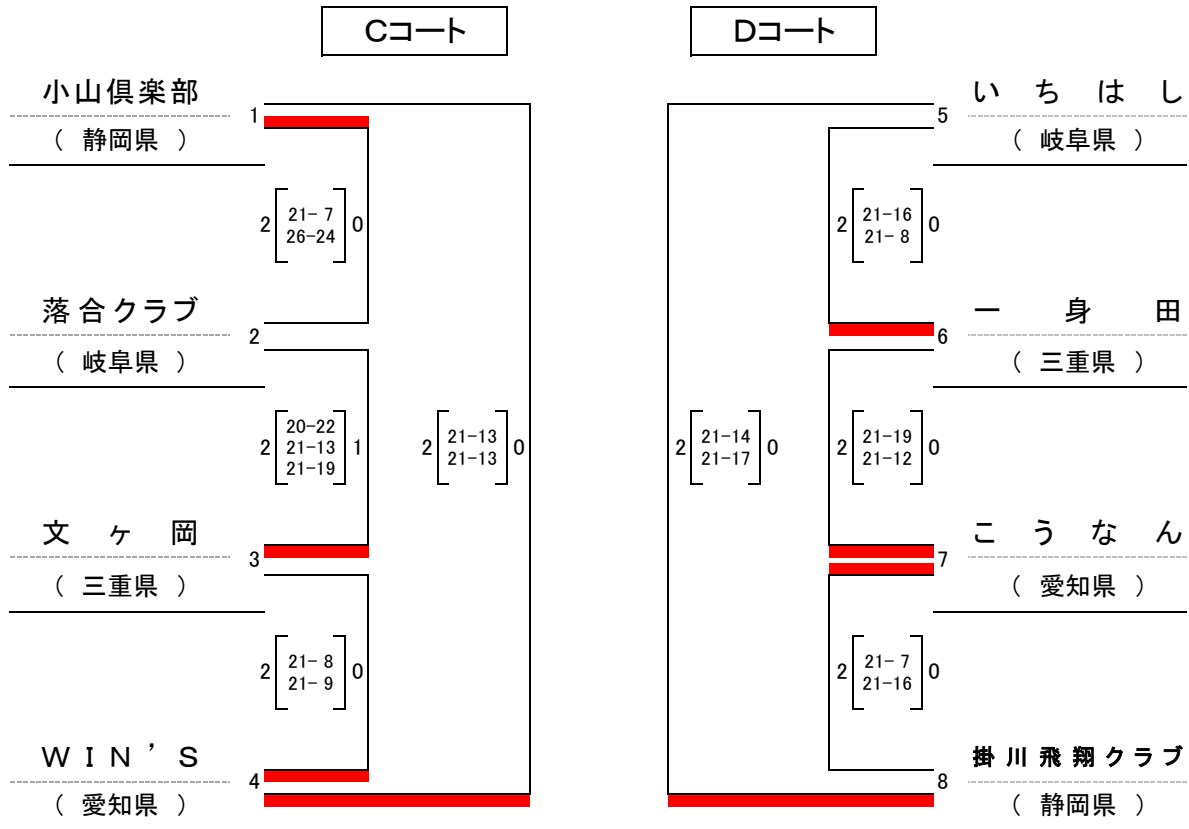 Cコート
Dコート
小山倶楽部
1
( 静岡県 )
2 21- 7 0
26-24
落合クラブ
2
( 岐阜県 )
20-22
2 21-13 1
21-19
2 21-13 0
21-13
文ヶ岡
3
( 三重県 )
2 21- 8 0
21- 9
WIN'S
4
( 愛知県 )
いちはし
5
( 岐阜県 )
2 21-16 0
21- 8
一身田
6
( 三重県 )
2 21-14 0
21-17
2 21-19 0
21-12
こうなん
7
( 愛知県 )
2 21- 7 0
21-16
掛川飛翔クラブ
8
( 静岡県 )